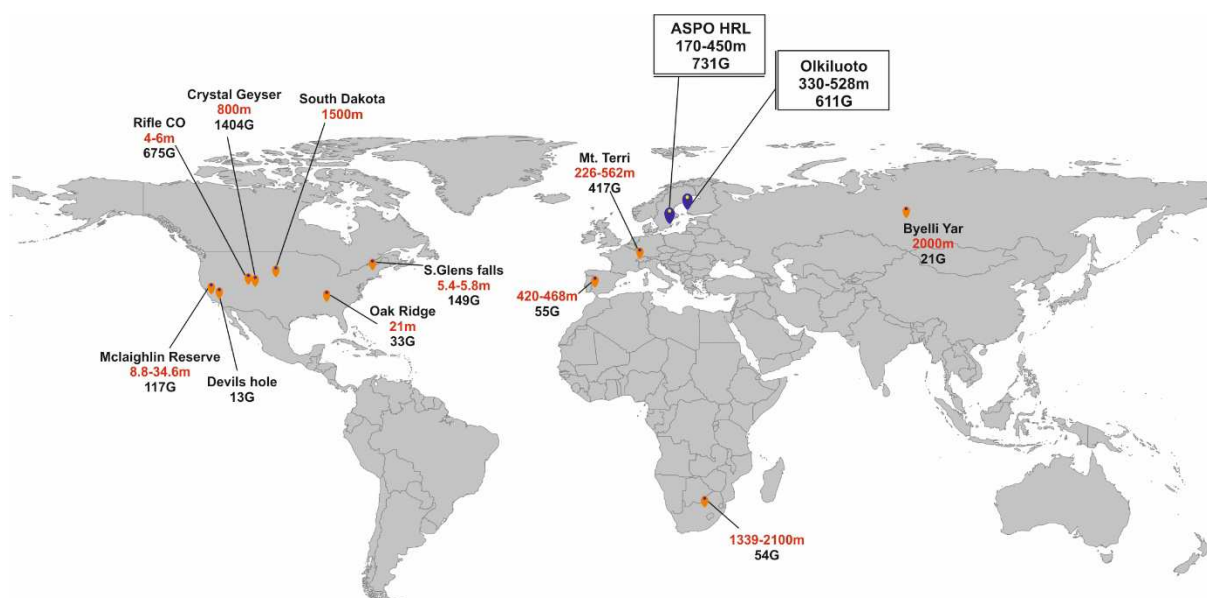 ASPO HRL
170-450m
731G
Olkiluoto
330-528m
611G
Crystal Geyser
800m
1404G
South Dakota
1500m
Rifle CO
4-6m
675G
Mt. Terri
226-562m
417G
Byelli Yar
2000m
21G
S.Glens falls
5.4-5.8m
149G
420-468m
55G
Oak Ridge
21m
33G
Mclaighlin Reserve
8.8-34.6m
117G
Devils hole
13G
1339-2100m
54G